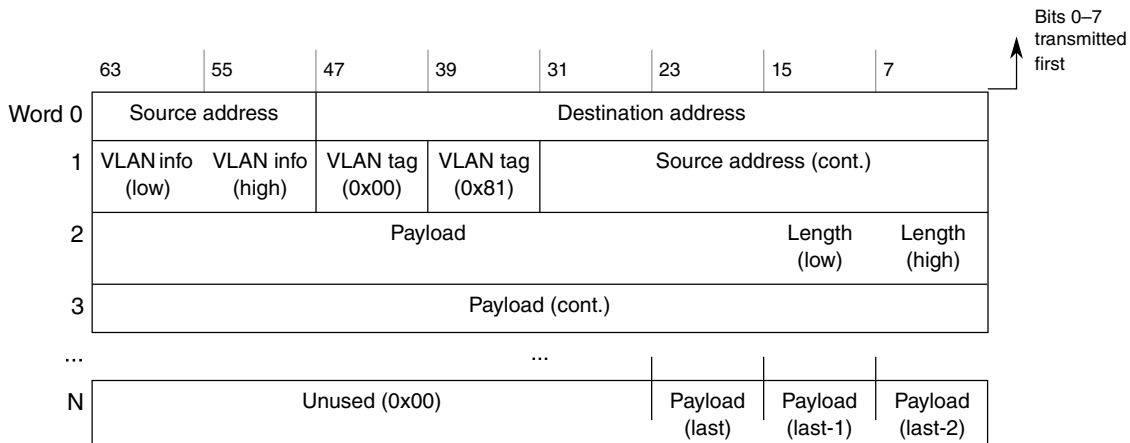 Bits 0–7
transmitted
first
63 55 47 39 31 23 15 7
Word 0 Source address Destination address
1 VLAN info VLAN info VLAN tag VLAN tag Source address (cont.)
(low) (high) (0x00) (0x81)
2 Payload Length Length
(low) (high)
3 Payload (cont.)
... ...
N Unused (0x00) Payload Payload Payload
(last) (last-1) (last-2)